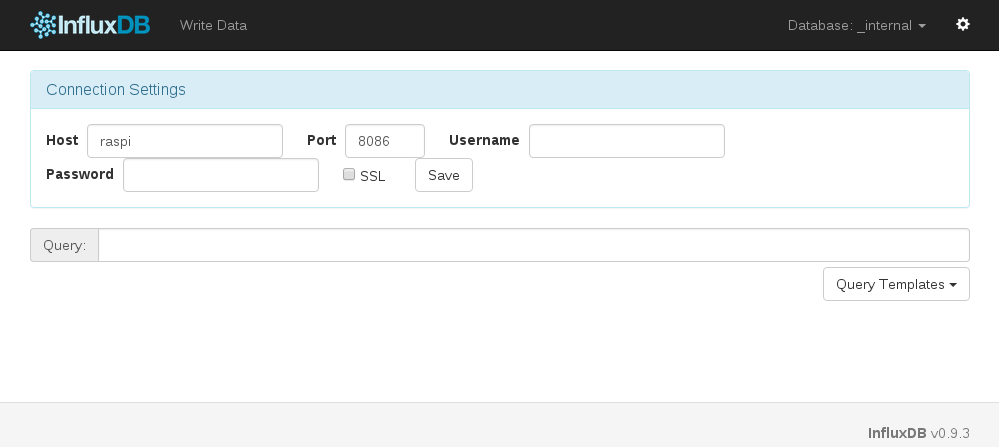 InfluxDB Write Data Database: _internal
Connection Settings
Host raspi Port 8086 Username
Password SSL Save
Query:
Query Templates
InfluxDB v0.9.3